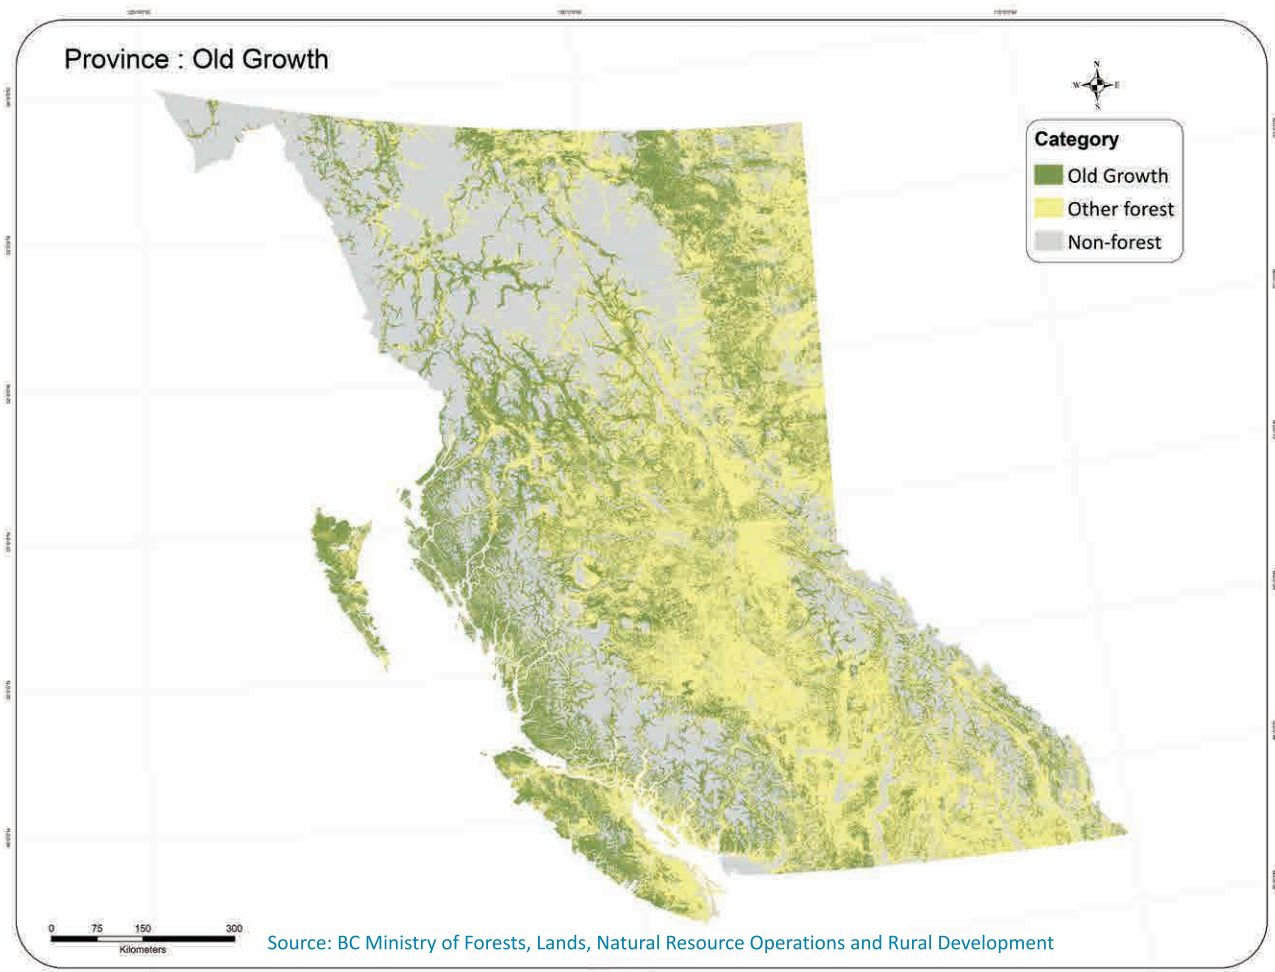 Province : Old Growth
N
W E
S
Category
Old Growth
Other forest
Non-forest
0 75 150 300
Kilometers
Source: BC Ministry of Forests, Lands, Natural Resource Operations and Rural Development